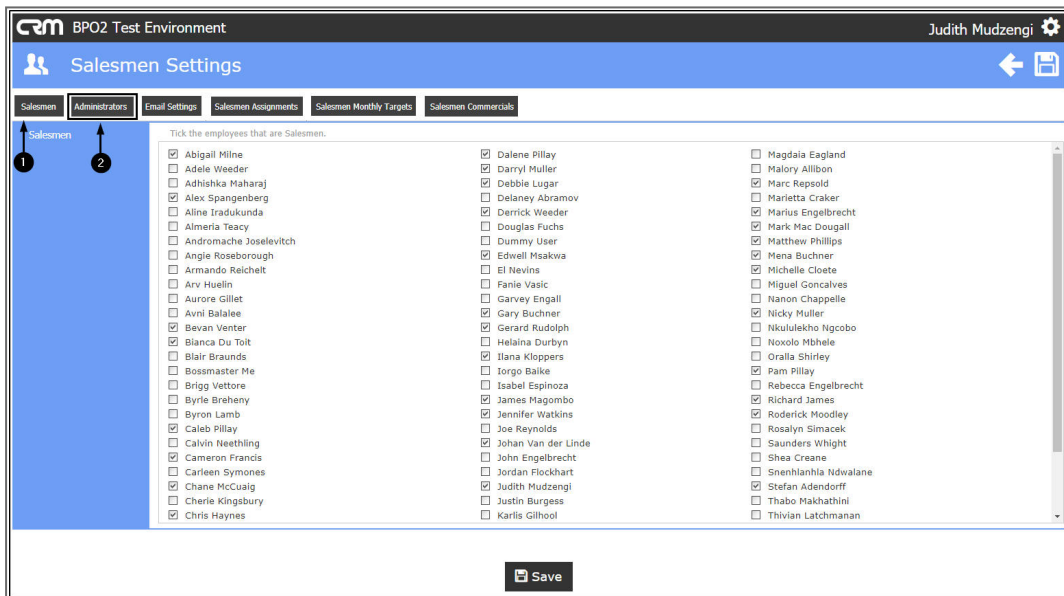 CRM BPO2 Test Environment Judith Mudzengi
Salesmen Settings
Salesmen Administrators Email Settings Salesmen Assignments Salesmen Monthly Targets Salesmen Commercials
Salesmen Tick the employees that are Salesmen.
1 2
Abigail Milne Dalene Pillay Magdaia Eagland
Adele Weeder Darryl Muller Malory Allibon
Adhishka Maharaj Debbie Lugar Marc Repsold
Alex Spangenberg Delaney Abramov Marietta Craker
Aline Iradukunda Derrick Weeder Marius Engelbrecht
Almeria Teacy Douglas Fuchs Mark Mac Dougall
Andromache Joselevitch Dummy User Matthew Phillips
Angie Roseborough Edwell Msakwa Mena Buchner
Armando Reichelt El Nevins Michelle Cloete
Arv Huelin Fanie Vasic Miguel Goncalves
Aurore Gillet Garvey Engall Nanon Chappelle
Avni Balalee Gary Buchner Nicky Muller
Bevan Venter Gerard Rudolph Nkululekho Ngcobo
Bianca Du Toit Helaina Durbyn Noxolo Mbhele
Blair Braunds Ilana Kloppers Oralla Shirley
Bossmaster Me Iorgo Baike Pam Pillay
Brigg Vettore Isabel Espinoza Rebecca Engelbrecht
Byrle Breheny James Magombo Richard James
Byron Lamb Jennifer Watkins Roderick Moodley
Caleb Pillay Joe Reynolds Rosalyn Simacek
Calvin Neethling Johan Van der Linde Saunders Whight
Cameron Francis John Engelbrecht Shea Creane
Carleen Symones Jordan Flockhart Snenhlanhla Ndwalane
Chane McCuaig Judith Mudzengi Stefan Adendorff
Cherie Kingsbury Justin Burgess Thabo Makhathini
Chris Haynes Karlis Gilhool Thivian Latchmanan
Save